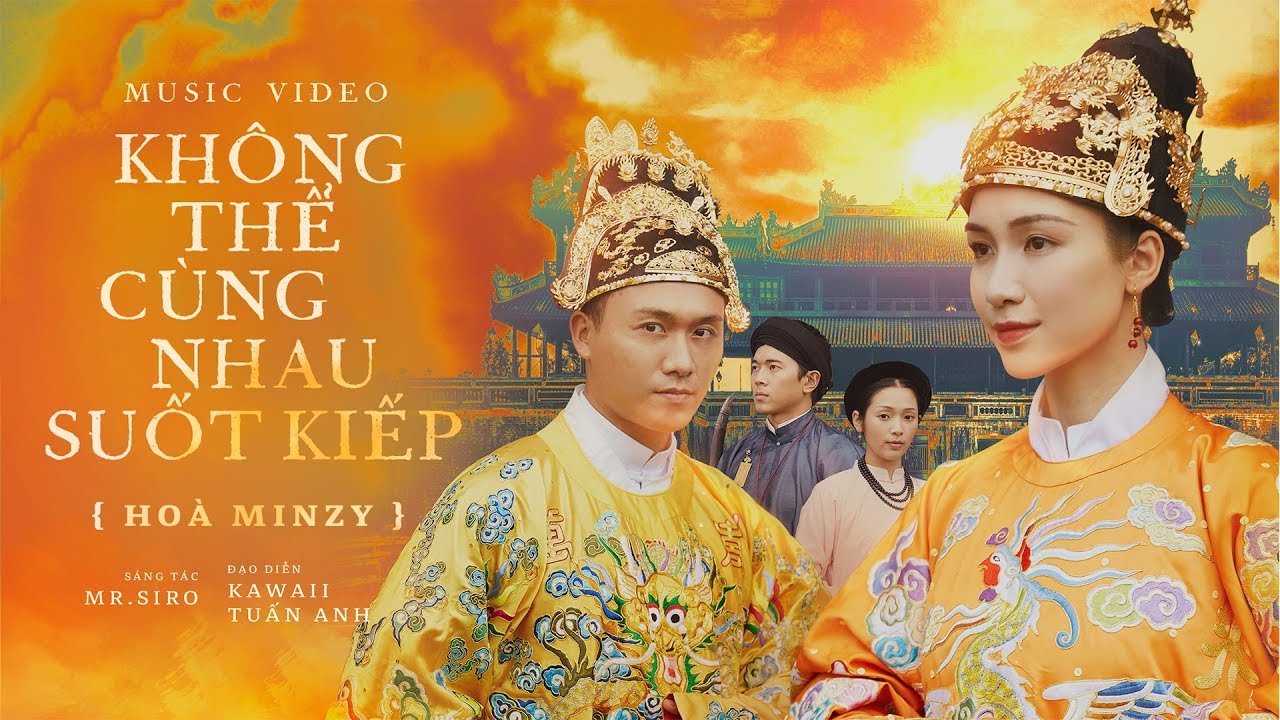 MUSIC VIDEO
KHÔNG
THỂ
CÙNG
NHAU
SUỐT KIẾP
{ HOÀ MINZY }
SÁNG TÁC
MR.SIRO
ĐẠO DIỄN
KAWAII
TUẤN ANH